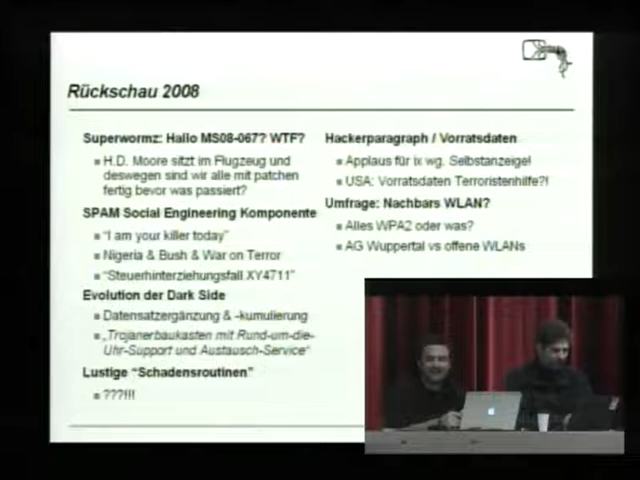 Rückschau 2008
Superwormz: Hallo MS08-067? WTF?
H.D. Moore sitzt im Flugzeug und
deswegen sind wir alle mit patchen
fertig bevor was passiert?
SPAM Social Engineering Komponente
"I am your killer today"
Nigeria & Bush & War on Terror
"Steuerhinterziehungsfall XY4711"
Evolution der Dark Side
Datensatzergänzung & -kumulierung
„Trojanerbaukasten mit Rund-um-die-
Uhr-Support und Austausch-Service"
Lustige "Schadensroutinen"
???!!!
Hackerparagraph / Vorratsdaten
Applaus für ix wg. Selbstanzeige!
USA: Vorratsdaten Terroristenhilfe?!
Umfrage: Nachbars WLAN?
Alles WPA2 oder was?
AG Wuppertal vs offene WLANs